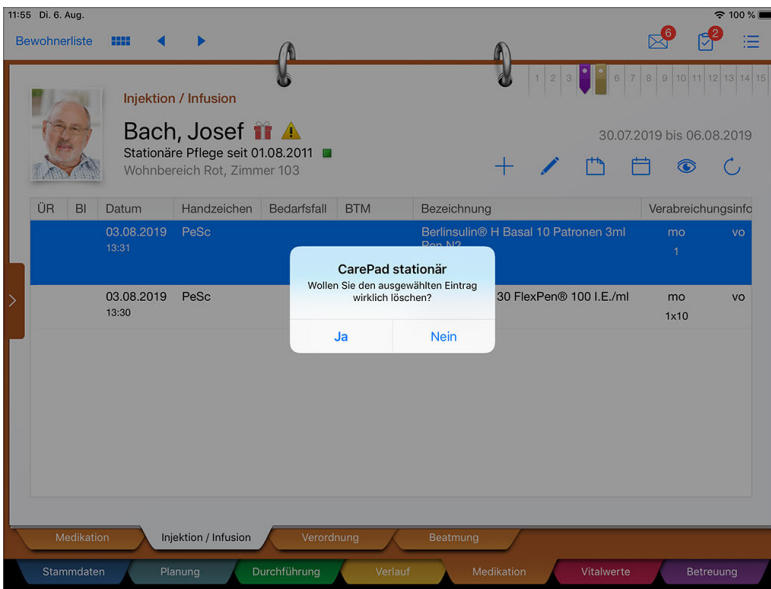 11:55 Di. 6. Aug. 100 %
Bewohnerliste 6 2
1 2 3 6 7 8 9 10 11 12 13 14 15
Injektion / Infusion
Bach, Josef
30.07.2019 bis 06.08.2019
Stationäre Pflege seit 01.08.2011
Wohnbereich Rot, Zimmer 103
ÜR BI Datum Handzeichen Bedarfsfall BTM Bezeichnung Verabreichungsinfo
03.08.2019 PeSc Berlinsulin® H Basal 10 Patronen 3ml mo vo
13:31 Pen N2 1
CarePad stationär
Wollen Sie den ausgewählten Eintrag
wirklich löschen?
Ja Nein
03.08.2019 PeSc 30 FlexPen® 100 I.E./ml mo vo
13:30 1x10
Medikation Injektion / Infusion Verordnung Beatmung
Stammdaten Planung Durchführung Verlauf Medikation Vitalwerte Betreuung